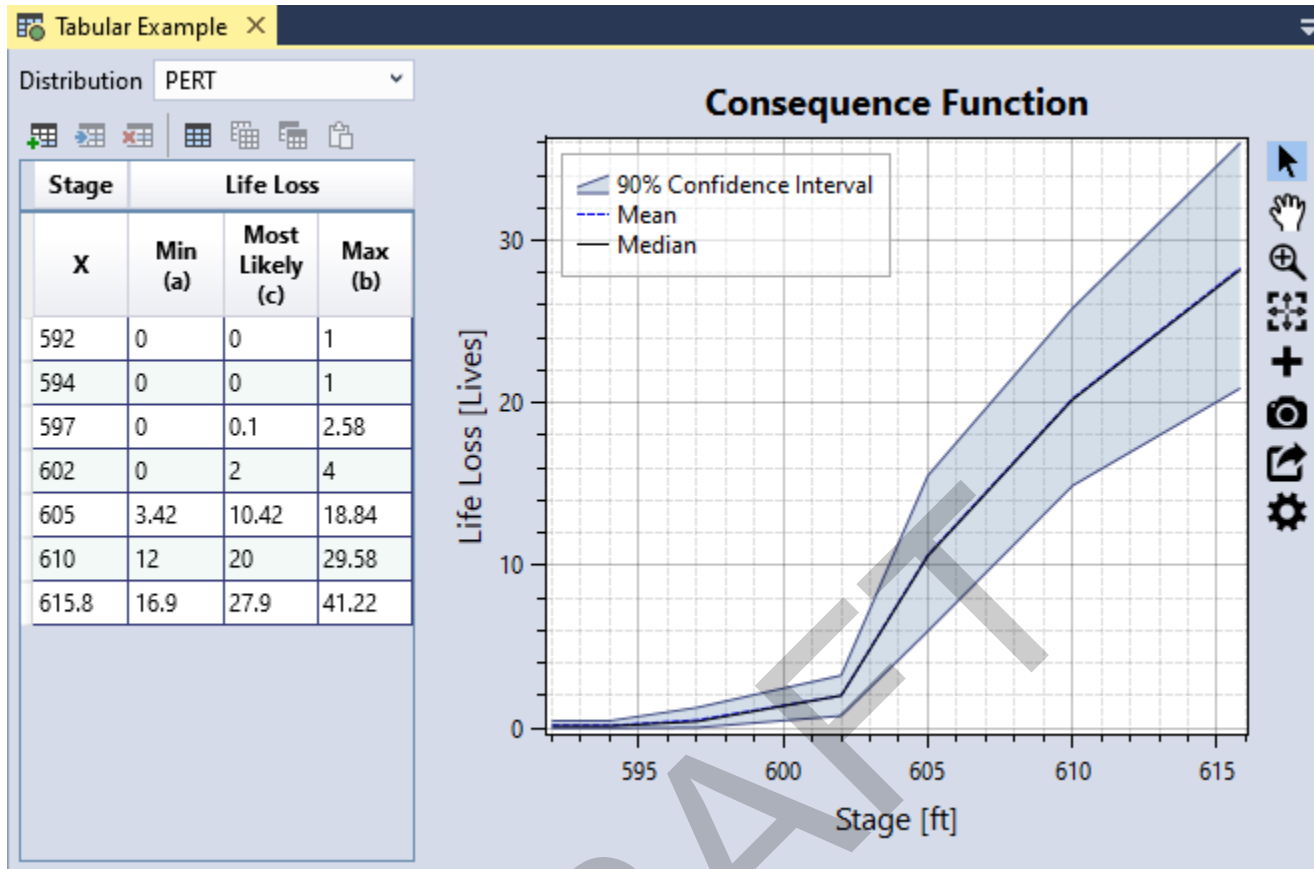 Tabular Example
Distribution PERT
Stage Life Loss
X Min (a) Most Likely (c) Max (b)
592 0 0 1
594 0 0 1
597 0 0.1 2.58
602 0 2 4
605 3.42 10.42 18.84
610 12 20 29.58
615.8 16.9 27.9 41.22
Consequence Function
90% Confidence Interval
Mean
Median
Life Loss [Lives]
30
20
10
0
595 600 605 610 615
Stage [ft]